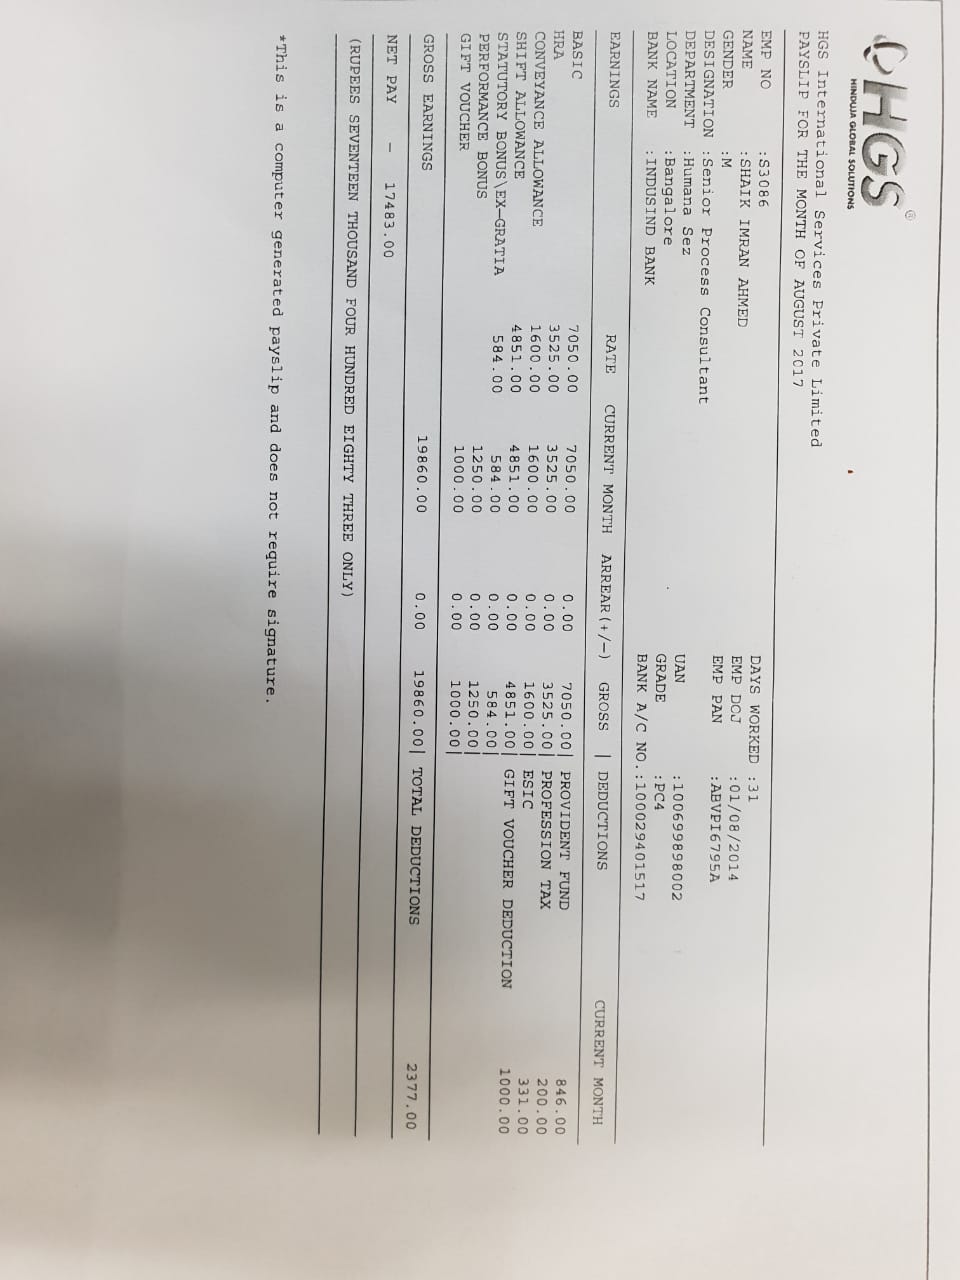 HGS®
HINDUJA GLOBAL SOLUTIONS
HGS International Services Private Limited
PAYSLIP FOR THE MONTH OF AUGUST 2017
EMP NO :S3086
NAME :SHAIK IMRAN AHMED
GENDER :M
DESIGNATION :Senior Process Consultant
DEPARTMENT :Humana Sez
LOCATION :Bangalore
BANK NAME :INDUSIND BANK
DAYS WORKED :31
EMP DOJ :01/08/2014
EMP PAN :ABVPI6795A
UAN :100699898002
GRADE :PC4
BANK A/C NO.:100029401517
EARNINGS RATE CURRENT MONTH ARREAR(+/-) GROSS | DEDUCTIONS CURRENT MONTH
BASIC 7050.00 7050.00 0.00 7050.00| PROVIDENT FUND 846.00
HRA 3525.00 3525.00 0.00 3525.00| PROFESSION TAX 200.00
CONVEYANCE ALLOWANCE 1600.00 1600.00 0.00 1600.00| ESIC 331.00
SHIFT ALLOWANCE 4851.00 4851.00 0.00 4851.00| GIFT VOUCHER DEDUCTION 1000.00
STATUTORY BONUS\EX-GRATIA 584.00 584.00 0.00 584.00|
PERFORMANCE BONUS 1250.00 0.00 1250.00|
GIFT VOUCHER 1000.00 0.00 1000.00|
GROSS EARNINGS 19860.00 0.00 19860.00| TOTAL DEDUCTIONS 2377.00
NET PAY - 17483.00
(RUPEES SEVENTEEN THOUSAND FOUR HUNDRED EIGHTY THREE ONLY)
*This is a computer generated payslip and does not require signature.